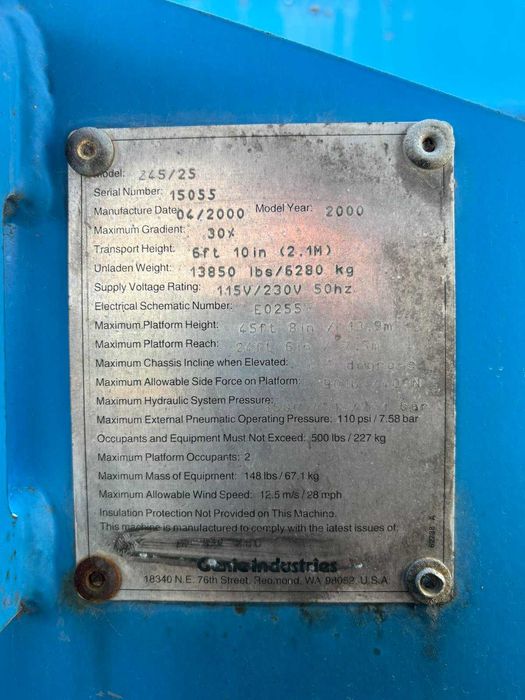 Model: Z45/25
Serial Number: 15055
Manufacture Date: 04/2000 Model Year: 2000
Maximum Gradient: 30%
Transport Height: 6ft 10in (2.1M)
Unladen Weight: 13850 lbs/6280 kg
Supply Voltage Rating: 115V/230V 50hz
Electrical Schematic Number: E0255
Maximum Platform Height: 45ft 8in / 13.9m
Maximum Platform Reach:
Maximum Chassis Incline when Elevated:
Maximum Allowable Side Force on Platform:
Maximum Hydraulic System Pressure: Bar
Maximum External Pneumatic Operating Pressure: 110 psi / 7.58 bar
Occupants and Equipment Must Not Exceed: 500 lbs / 227 kg
Maximum Platform Occupants: 2
Maximum Mass of Equipment: 148 lbs / 67.1 kg
Maximum Allowable Wind Speed: 12.5 m/s / 28 mph
Insulation Protection Not Provided on This Machine.
This machine is manufactured to comply with the latest issues of:
Genie Industries
18340 N.E. 76th Street, Redmond, WA 98052, U.S.A.